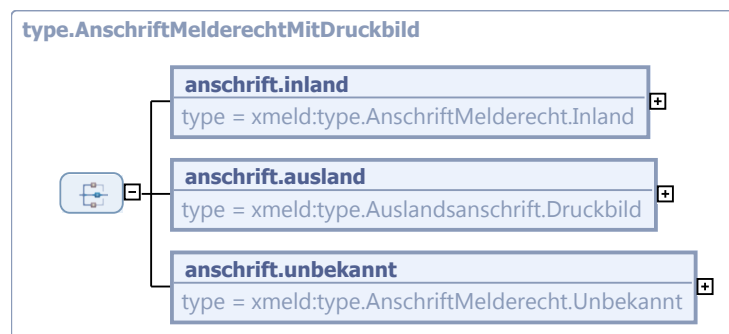 type.AnschriftMelderechtMitDruckbild
anschrift.inland
type = xmeld:type.AnschriftMelderecht.Inland
anschrift.ausland
type = xmeld:type.Auslandsanschrift.Druckbild
anschrift.unbekannt
type = xmeld:type.AnschriftMelderecht.Unbekannt